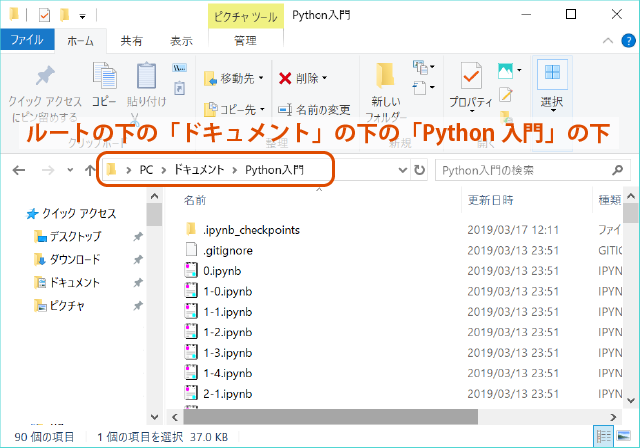 ピクチャ ツール
Python入門
ファイル
ホーム
共有
表示
管理
クイック アクセス
にピン留めする
コピー
貼り付け
移動先
コピー先
削除
名前の変更
新しい
フォルダー
プロパティ
選択
クリップボード
整理
新規
開く
ルートの下の「ドキュメント」の下の「Python 入門」の下
PC
ドキュメント
Python入門
Python入門の検索
クイック アクセス
デスクトップ
ダウンロード
ドキュメント
ピクチャ
名前
更新日時
種類
.ipynb_checkpoints
2019/03/17 12:11
ファイ
.gitignore
2019/03/13 23:51
GITIG
0.ipynb
2019/03/13 23:51
IPYN
1-0.ipynb
2019/03/13 23:51
IPYN
1-1.ipynb
2019/03/13 23:51
IPYN
1-2.ipynb
2019/03/13 23:51
IPYN
1-3.ipynb
2019/03/13 23:51
IPYN
1-4.ipynb
2019/03/13 23:51
IPYN
2-1.ipynb
2019/03/13 23:51
IPYN
90 個の項目
1 個の項目を選択 37.0 KB